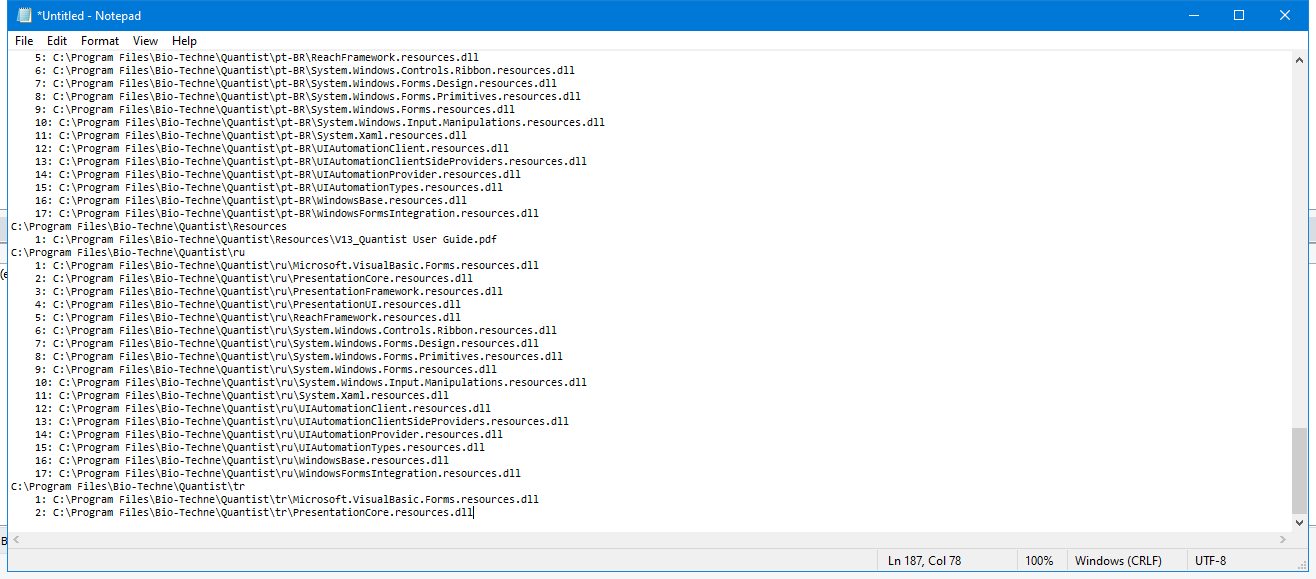 *Untitled - Notepad
File Edit Format View Help
5: C:\Program Files\Bio-Techne\Quantist\pt-BR\ReachFramework.resources.dll
6: C:\Program Files\Bio-Techne\Quantist\pt-BR\System.Windows.Controls.Ribbon.resources.dll
7: C:\Program Files\Bio-Techne\Quantist\pt-BR\System.Windows.Forms.Design.resources.dll
8: C:\Program Files\Bio-Techne\Quantist\pt-BR\System.Windows.Forms.Primitives.resources.dll
9: C:\Program Files\Bio-Techne\Quantist\pt-BR\System.Windows.Forms.resources.dll
10: C:\Program Files\Bio-Techne\Quantist\pt-BR\System.Windows.Input.Manipulations.resources.dll
11: C:\Program Files\Bio-Techne\Quantist\pt-BR\System.Xaml.resources.dll
12: C:\Program Files\Bio-Techne\Quantist\pt-BR\UIAutomationClient.resources.dll
13: C:\Program Files\Bio-Techne\Quantist\pt-BR\UIAutomationClientSideProviders.resources.dll
14: C:\Program Files\Bio-Techne\Quantist\pt-BR\UIAutomationProvider.resources.dll
15: C:\Program Files\Bio-Techne\Quantist\pt-BR\UIAutomationTypes.resources.dll
16: C:\Program Files\Bio-Techne\Quantist\pt-BR\WindowsBase.resources.dll
17: C:\Program Files\Bio-Techne\Quantist\pt-BR\WindowsFormsIntegration.resources.dll
C:\Program Files\Bio-Techne\Quantist\Resources
1: C:\Program Files\Bio-Techne\Quantist\Resources\V13_Quantist User Guide.pdf
C:\Program Files\Bio-Techne\Quantist\ru
1: C:\Program Files\Bio-Techne\Quantist\ru\Microsoft.VisualBasic.Forms.resources.dll
2: C:\Program Files\Bio-Techne\Quantist\ru\PresentationCore.resources.dll
3: C:\Program Files\Bio-Techne\Quantist\ru\PresentationFramework.resources.dll
4: C:\Program Files\Bio-Techne\Quantist\ru\PresentationUI.resources.dll
5: C:\Program Files\Bio-Techne\Quantist\ru\ReachFramework.resources.dll
6: C:\Program Files\Bio-Techne\Quantist\ru\System.Windows.Controls.Ribbon.resources.dll
7: C:\Program Files\Bio-Techne\Quantist\ru\System.Windows.Forms.Design.resources.dll
8: C:\Program Files\Bio-Techne\Quantist\ru\System.Windows.Forms.Primitives.resources.dll
9: C:\Program Files\Bio-Techne\Quantist\ru\System.Windows.Forms.resources.dll
10: C:\Program Files\Bio-Techne\Quantist\ru\System.Windows.Input.Manipulations.resources.dll
11: C:\Program Files\Bio-Techne\Quantist\ru\System.Xaml.resources.dll
12: C:\Program Files\Bio-Techne\Quantist\ru\UIAutomationClient.resources.dll
13: C:\Program Files\Bio-Techne\Quantist\ru\UIAutomationClientSideProviders.resources.dll
14: C:\Program Files\Bio-Techne\Quantist\ru\UIAutomationProvider.resources.dll
15: C:\Program Files\Bio-Techne\Quantist\ru\UIAutomationTypes.resources.dll
16: C:\Program Files\Bio-Techne\Quantist\ru\WindowsBase.resources.dll
17: C:\Program Files\Bio-Techne\Quantist\ru\WindowsFormsIntegration.resources.dll
C:\Program Files\Bio-Techne\Quantist\tr
1: C:\Program Files\Bio-Techne\Quantist\tr\Microsoft.VisualBasic.Forms.resources.dll
2: C:\Program Files\Bio-Techne\Quantist\tr\PresentationCore.resources.dll
Ln 187, Col 78 100% Windows (CRLF) UTF-8